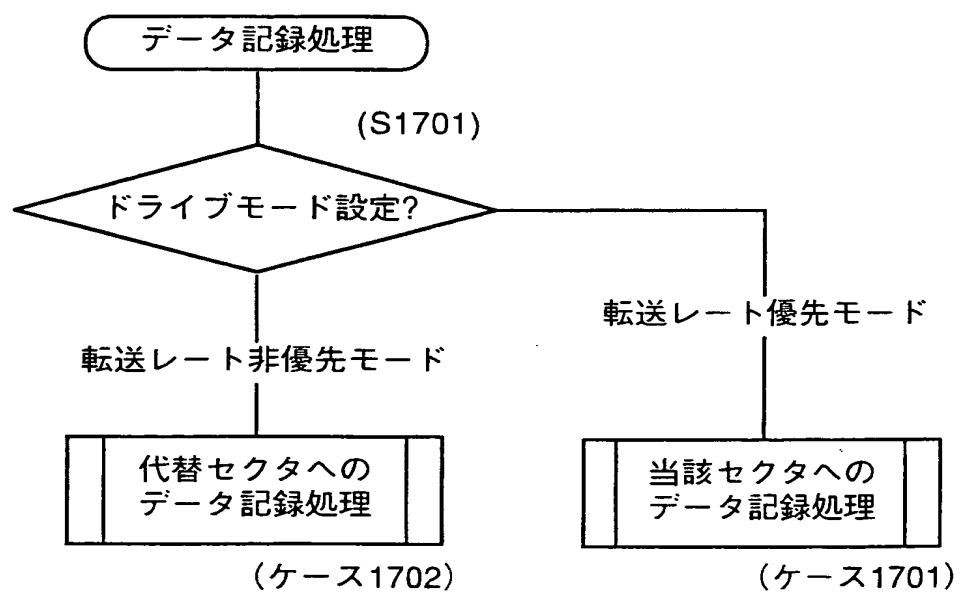 データ記録処理
(S1701)
ドライブモード設定?
転送レート優先モード
転送レート非優先モード
代替セクタへの
データ記録処理
当該セクタへの
データ記録処理
(ケース1702)
(ケース1701)